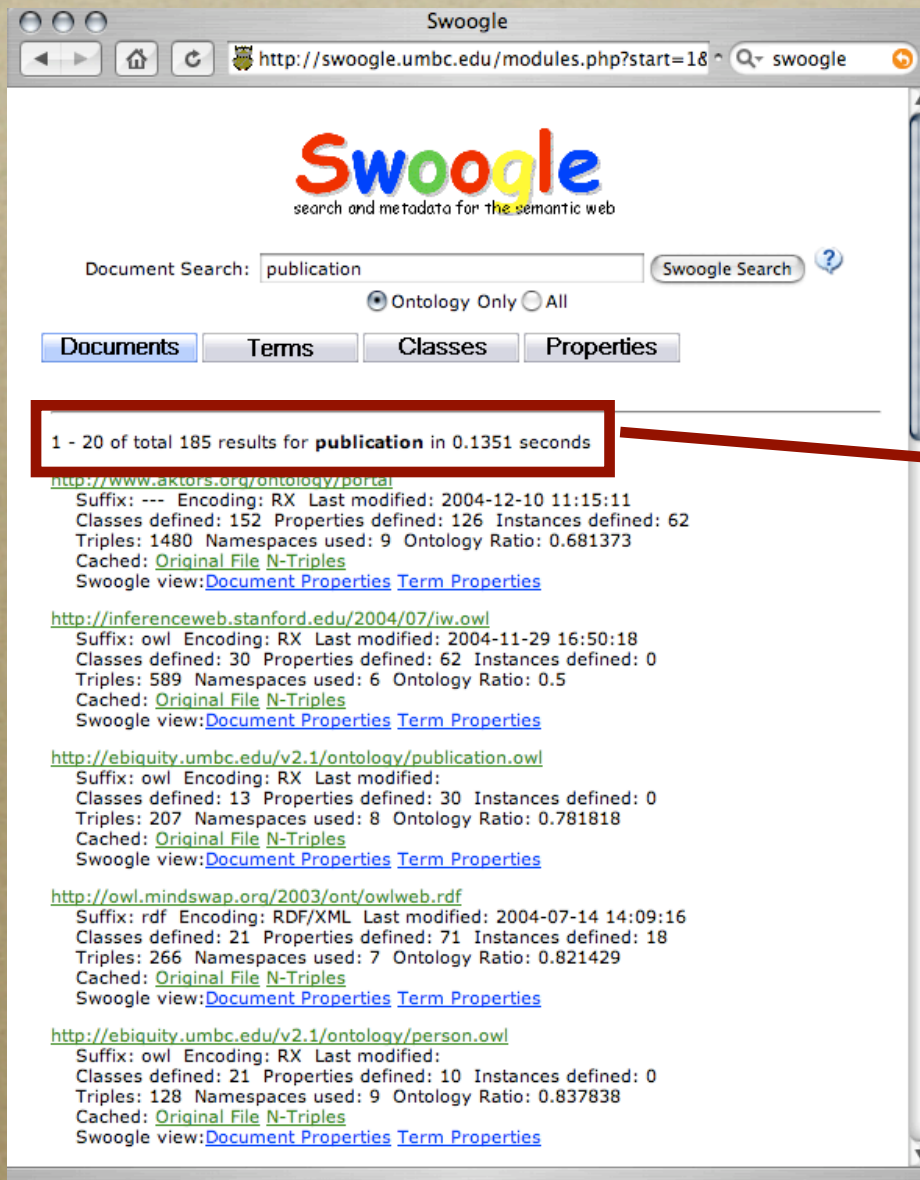 Swoogle
http://swoogle.umbc.edu/modules.php?start=1& swoogle
Swoogle
search and metadata for the semantic web
Document Search: publication Swoogle Search ?
Ontology Only All
Documents Terms Classes Properties
1 - 20 of total 185 results for publication in 0.1351 seconds
http://www.aktors.org/ontology/portal
Suffix: --- Encoding: RX Last modified: 2004-12-10 11:15:11
Classes defined: 152 Properties defined: 126 Instances defined: 62
Triples: 1480 Namespaces used: 9 Ontology Ratio: 0.681373
Cached: Original File N-Triples
Swoogle view:Document Properties Term Properties
http://inferenceweb.stanford.edu/2004/07/iw.owl
Suffix: owl Encoding: RX Last modified: 2004-11-29 16:50:18
Classes defined: 30 Properties defined: 62 Instances defined: 0
Triples: 589 Namespaces used: 6 Ontology Ratio: 0.5
Cached: Original File N-Triples
Swoogle view:Document Properties Term Properties
http://ebiquity.umbc.edu/v2.1/ontology/publication.owl
Suffix: owl Encoding: RX Last modified:
Classes defined: 13 Properties defined: 30 Instances defined: 0
Triples: 207 Namespaces used: 8 Ontology Ratio: 0.781818
Cached: Original File N-Triples
Swoogle view:Document Properties Term Properties
http://owl.mindswap.org/2003/ont/owlweb.rdf
Suffix: rdf Encoding: RDF/XML Last modified: 2004-07-14 14:09:16
Classes defined: 21 Properties defined: 71 Instances defined: 18
Triples: 266 Namespaces used: 7 Ontology Ratio: 0.821429
Cached: Original File N-Triples
Swoogle view:Document Properties Term Properties
http://ebiquity.umbc.edu/v2.1/ontology/person.owl
Suffix: owl Encoding: RX Last modified:
Classes defined: 21 Properties defined: 10 Instances defined: 0
Triples: 128 Namespaces used: 9 Ontology Ratio: 0.837838
Cached: Original File N-Triples
Swoogle view:Document Properties Term Properties